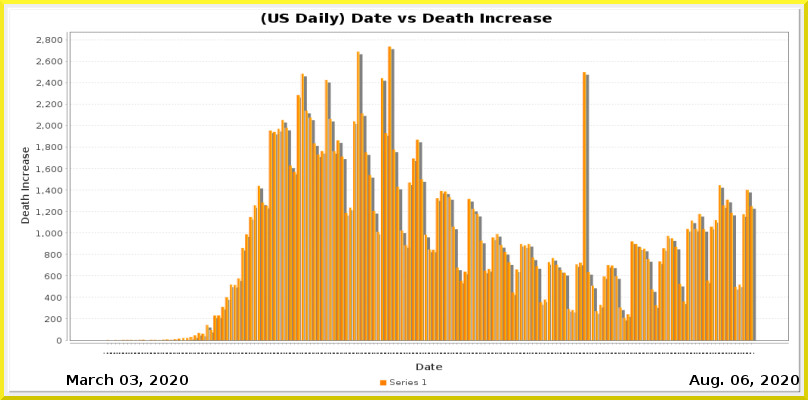 (US Daily) Date vs Death Increase
2,800
2,600
2,400
2,200
2,000
1,800
1,600
1,400
1,200
1,000
800
600
400
200
0
Death Increase
Date
March 03, 2020
Series 1
Aug. 06, 2020